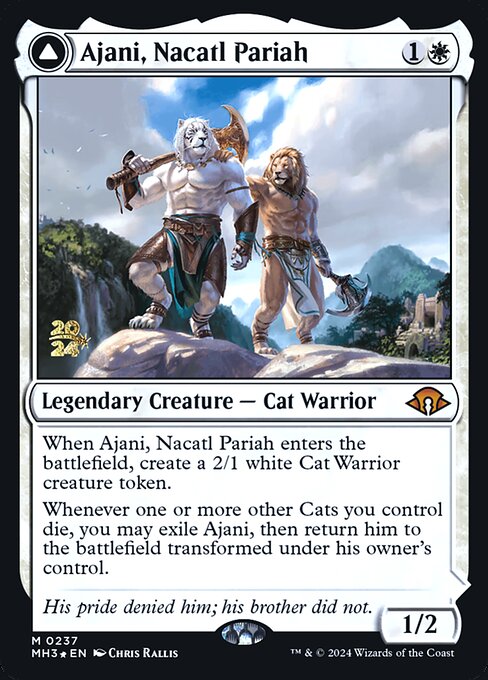 Ajani, Nacatl Pariah 1
2024
Legendary Creature — Cat Warrior
When Ajani, Nacatl Pariah enters the
battlefield, create a 2/1 white Cat Warrior
creature token.
Whenever one or more other Cats you control
die, you may exile Ajani, then return him to
the battlefield transformed under his owner's
control.
His pride denied him; his brother did not.
1/2
M 0237
MH3★EN Chris Rallis
™ & © 2024 Wizards of the Coast